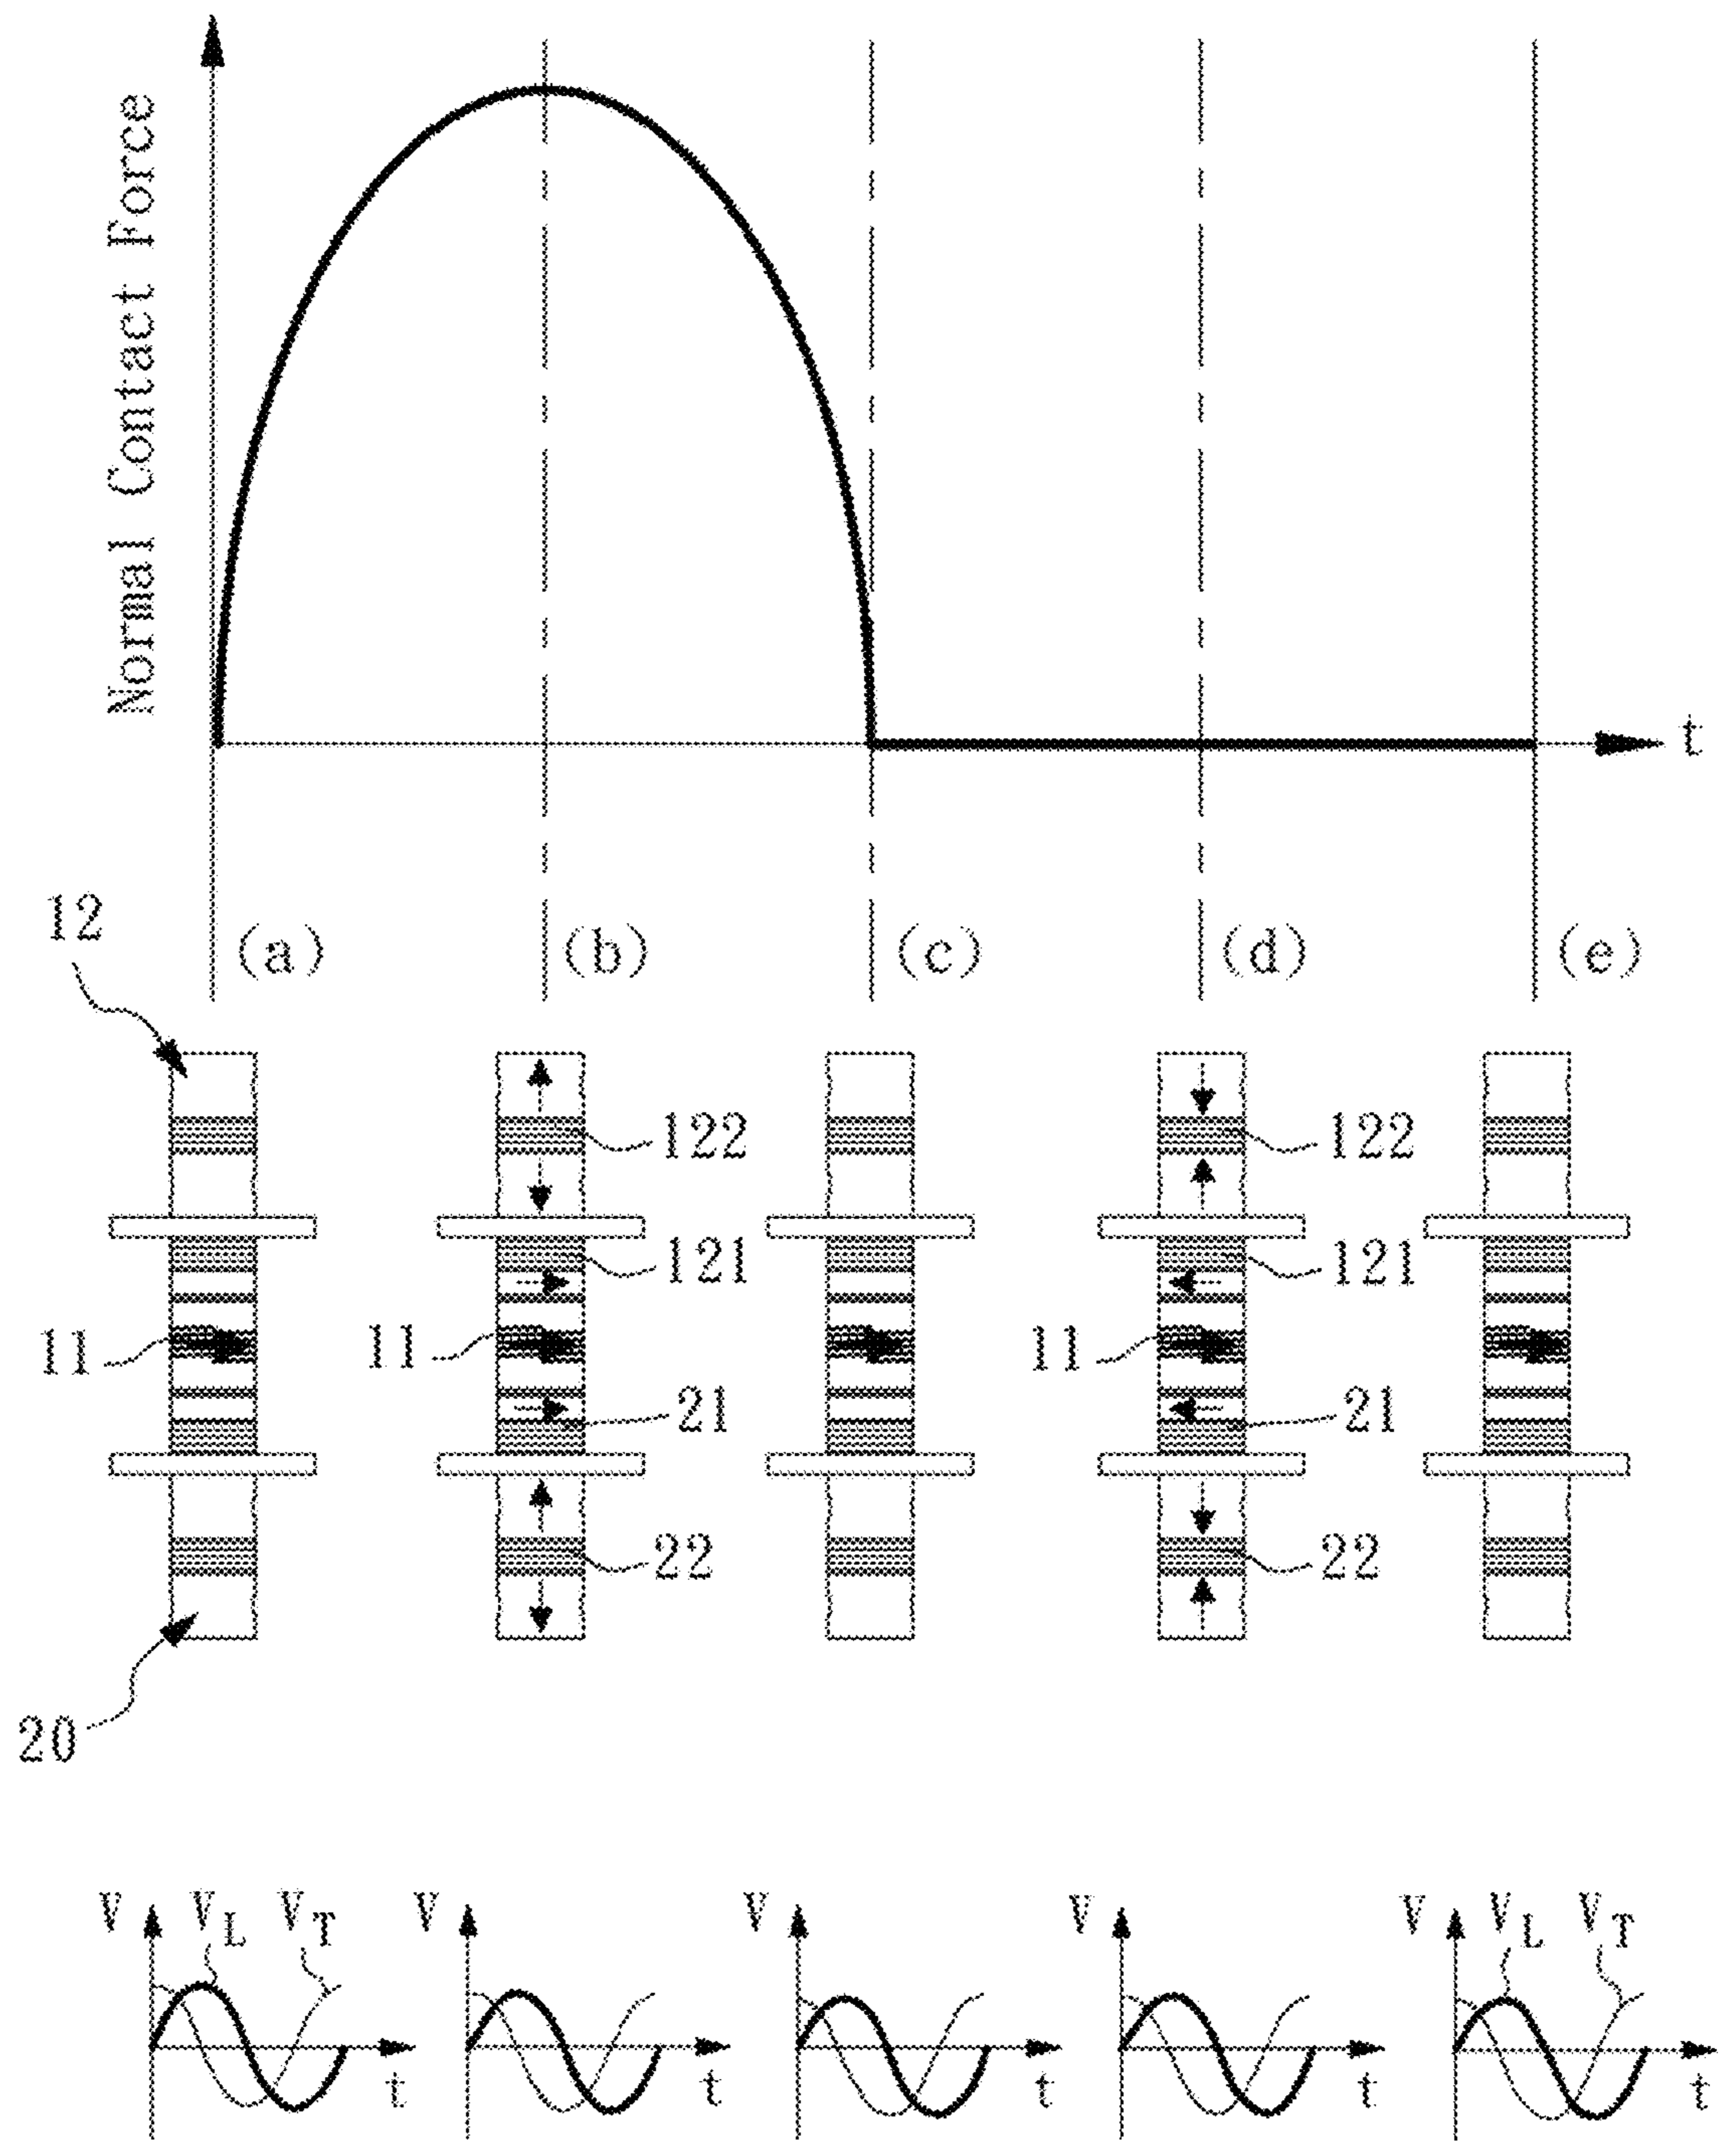 Normal Contact Force
t
(a) (b) (c) (d) (e)
12
122 122
121 121
11 11 11
21 21
22 22
20
V V_L V_T V V V V V_L V_T
t t t t t